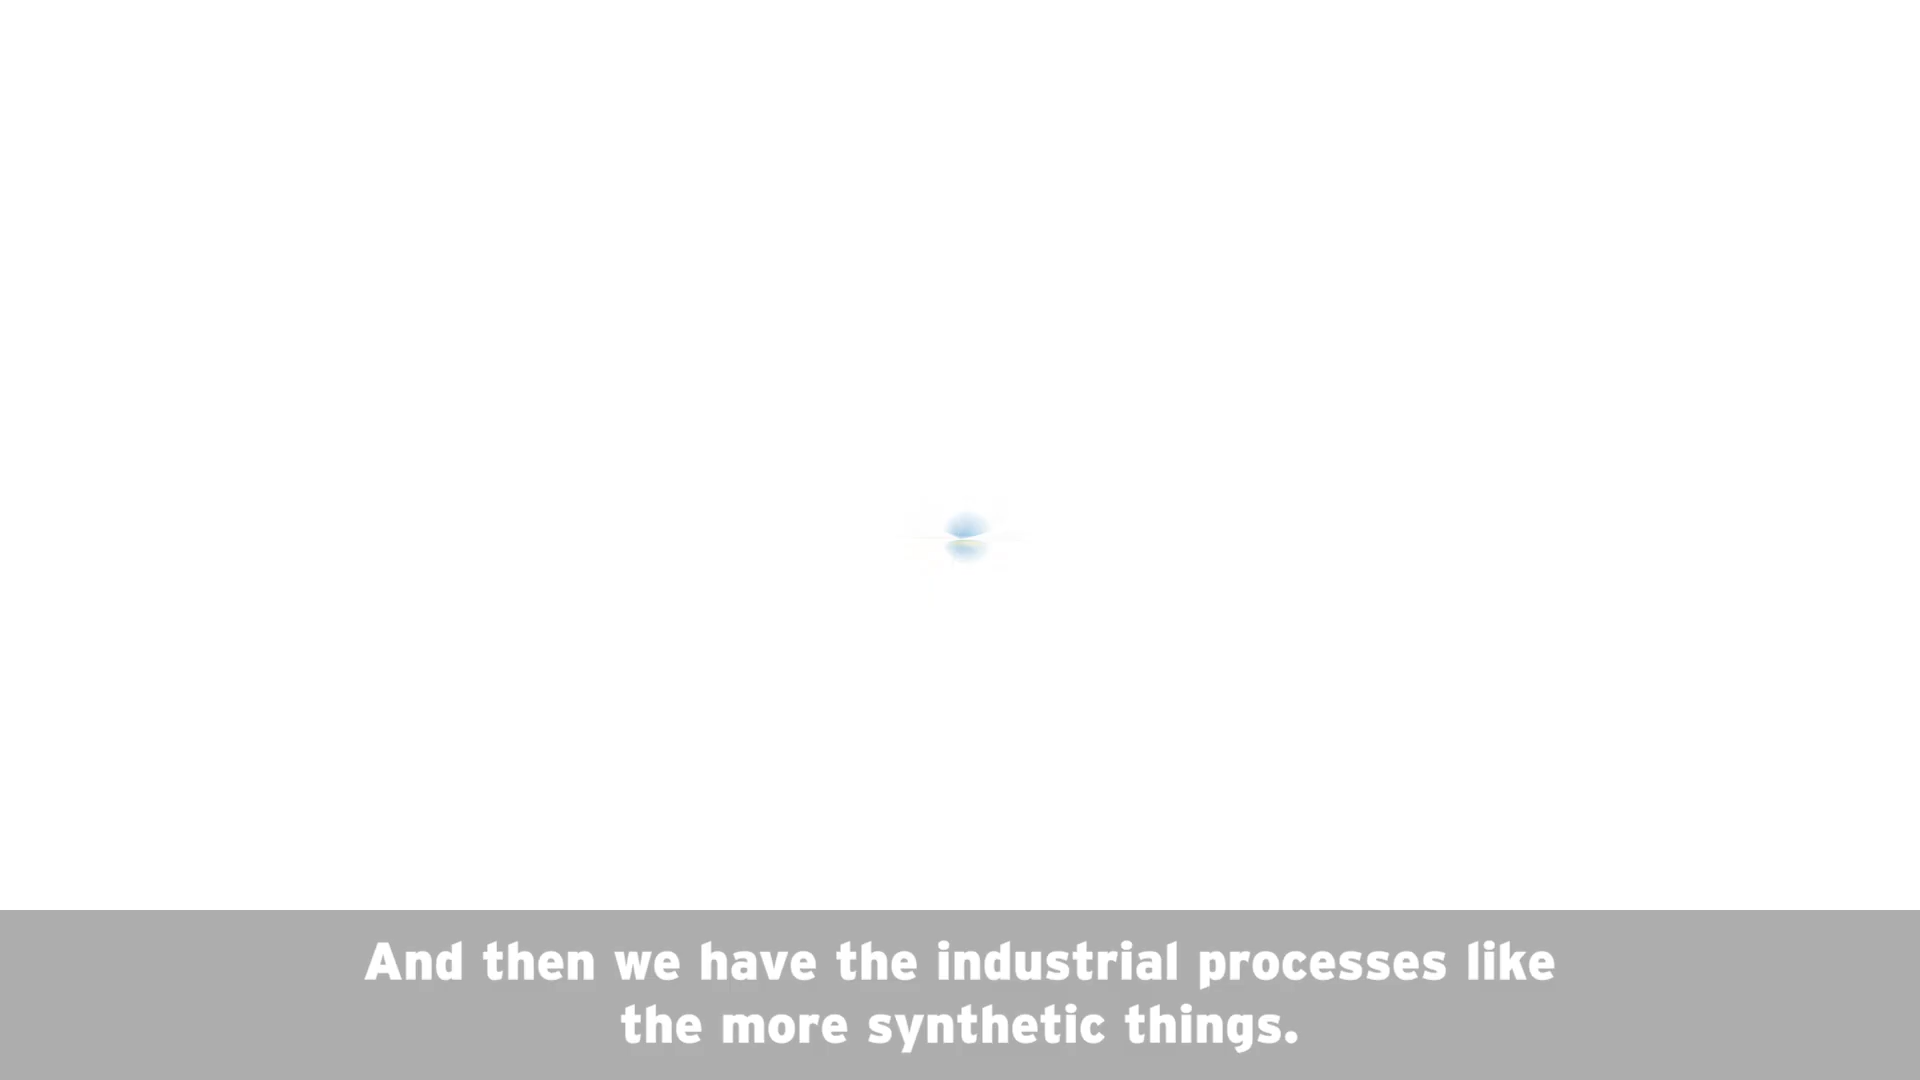 And then we have the industrial processes like
the more synthetic things.